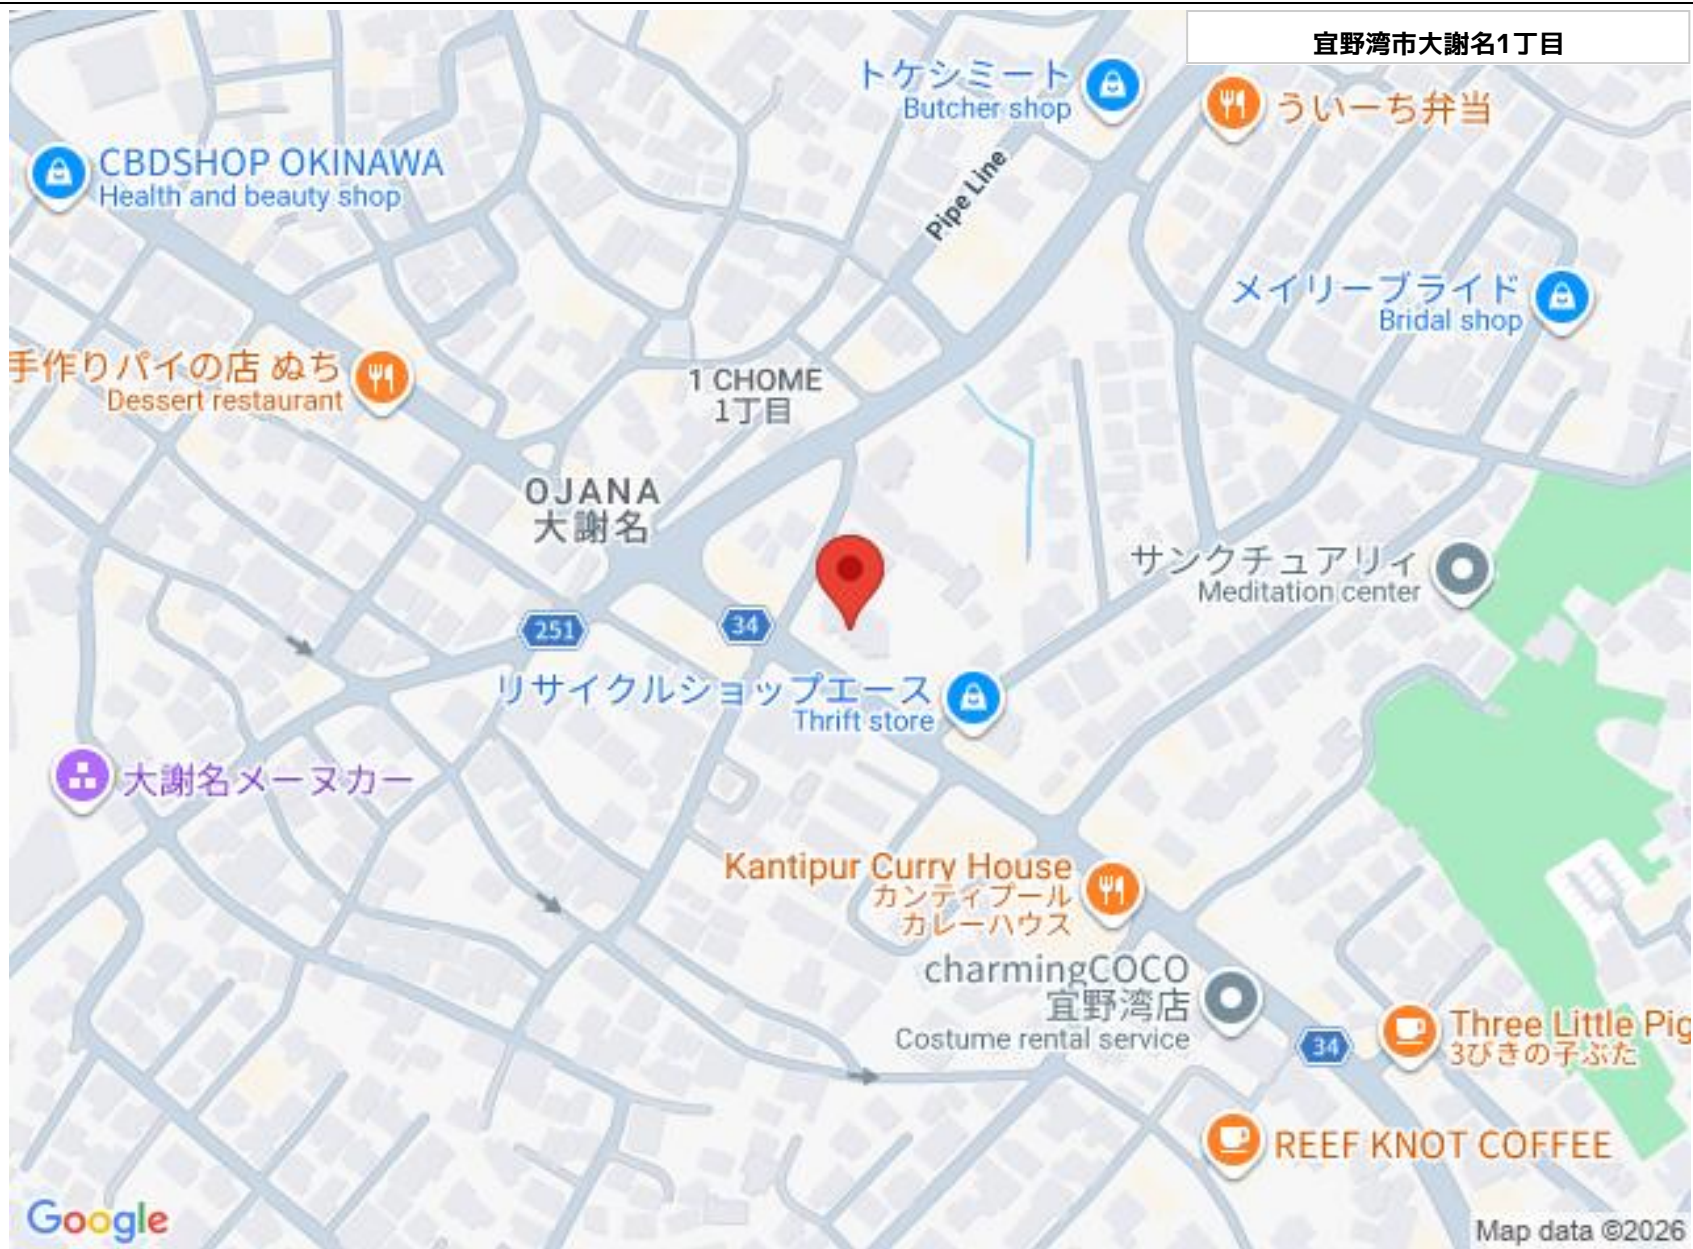 宜野湾市大謝名1丁目
トケシミート
Butcher shop
ういーち弁当
CBDSHOP OKINAWA
Health and beauty shop
Pipe Line
メイリーブライド
Bridal shop
手作りパイの店 ぬち
Dessert restaurant
1 CHOME
1丁目
OJANA
大謝名
サンクチュアリィ
Meditation center
251
34
リサイクルショップエース
Thrift store
大謝名メーヌカー
Kantipur Curry House
カンティプール
カレーハウス
charmingCOCO
宜野湾店
Costume rental service
34
Three Little Pig
3びきの子ぶた
REEF KNOT COFFEE
Google
Map data ©2026